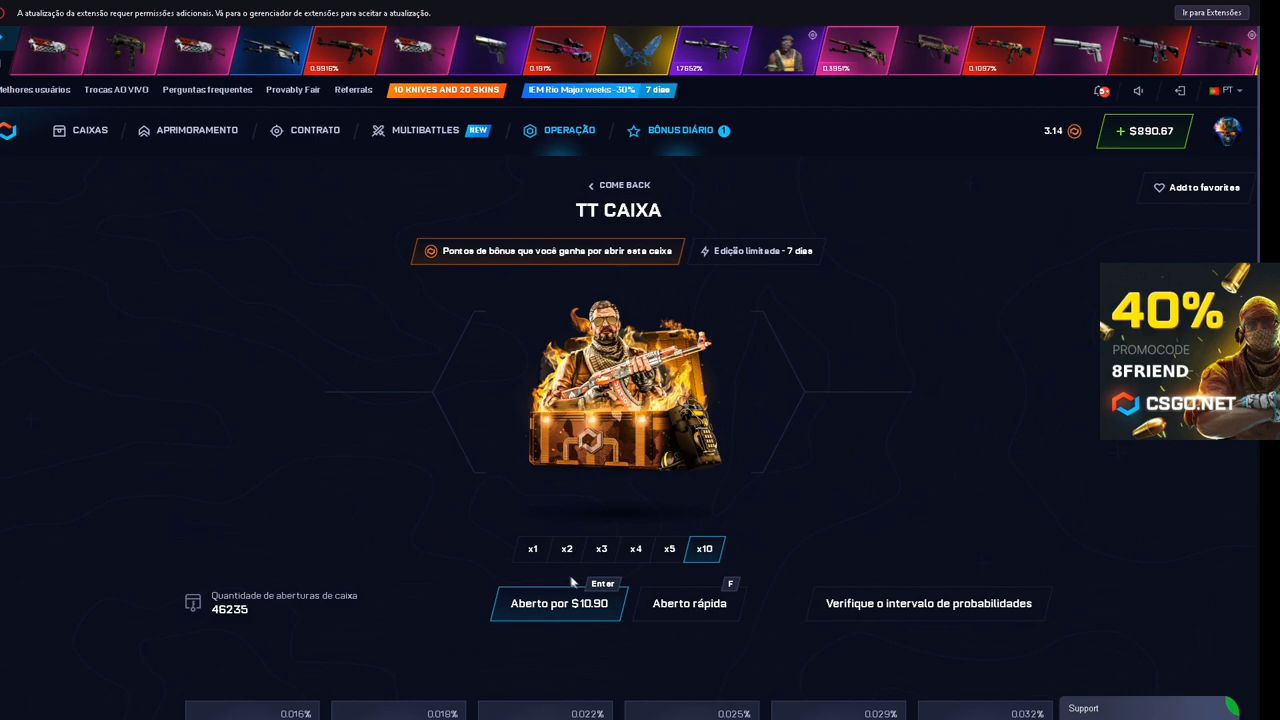 A atualização da extensão requer permissões adicionais. Vá para o gerenciador de extensões para aceitar a atualização.
Ir para Extensões
0.9916%
0.191%
1.7652%
0.3951%
0.1097%
elhores usuários
Trocas AO VIVO
Perguntas frequentes
Provably Fair
Referrals
10 KNIVES AND 20 SKINS
IEM Rio Major weeks -30%
7 dias
5+
PT
CAIXAS
APRIMORAMENTO
CONTRATO
MULTIBATTLES
NEW
OPERAÇÃO
BÔNUS DIÁRIO
1
3.14
+ $890.67
COME BACK
Add to favorites
TT CAIXA
Pontos de bônus que você ganha por abrir esta caixa
Edição limitada - 7 dias
40%
PROMOCODE
8FRIEND
CSGO.NET
x1
x2
x3
x4
x5
x10
Enter
F
Quantidade de aberturas de caixa
46235
Aberto por $10.90
Aberto rápida
Verifique o intervalo de probabilidades
0.016%
0.018%
0.022%
0.025%
0.029%
0.032%
Support